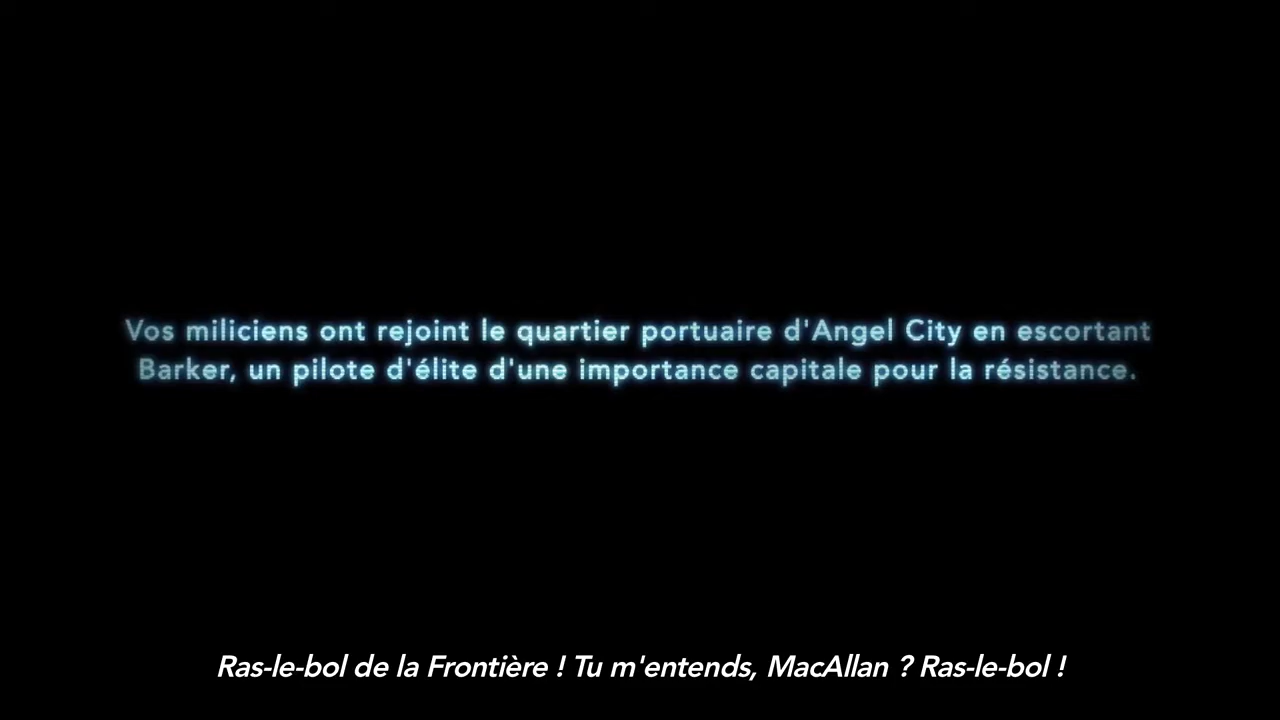 Vos miliciens ont rejoint le quartier portuaire d'Angel City en escortant
Barker, un pilote d'élite d'une importance capitale pour la résistance.
Ras-le-bol de la Frontière ! Tu m'entends, MacAllan ? Ras-le-bol !